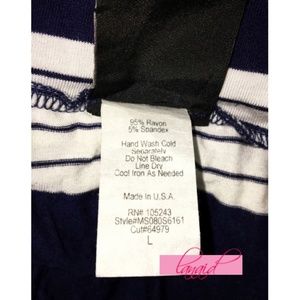 95% Rayon
5% Spandex
Hand Wash Cold
Separately
Do Not Bleach
Line Dry
Cool Iron As Needed
Made In U.S.A.
RN# 105243
Style#MS080S6161
Cut#64979
L
lanaid